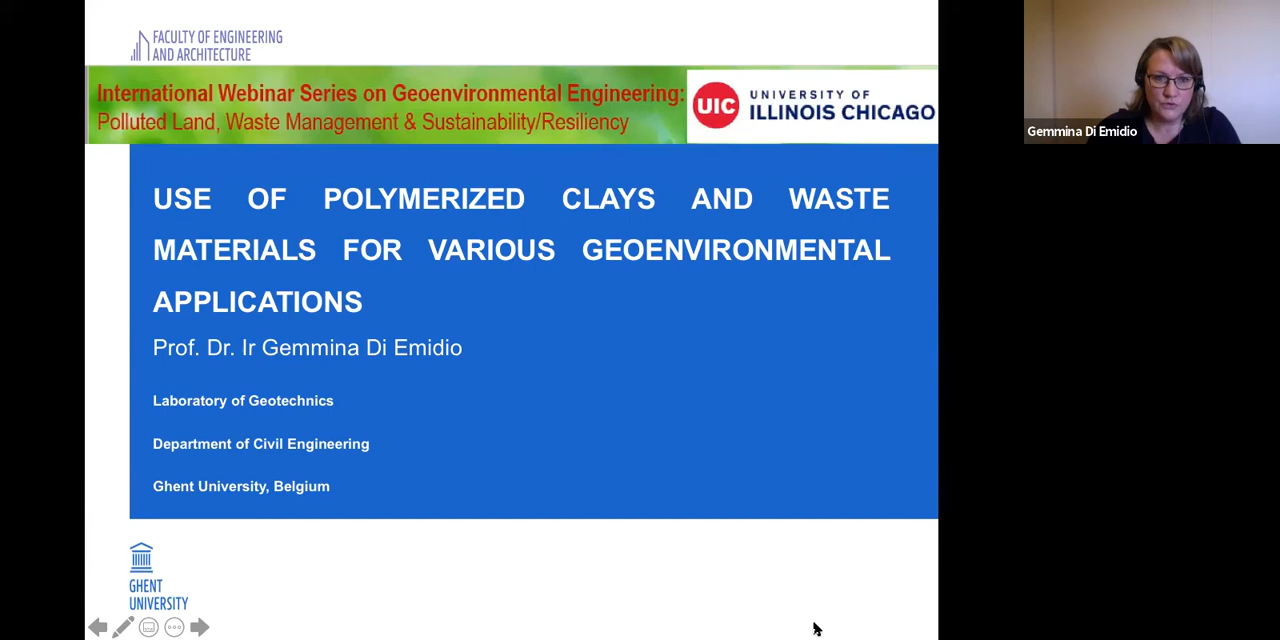 FACULTY OF ENGINEERING
AND ARCHITECTURE
International Webinar Series on Geoenvironmental Engineering:
Polluted Land, Waste Management & Sustainability/Resiliency
UIC
UNIVERSITY OF
ILLINOIS CHICAGO
Gemmina Di Emidio
USE OF POLYMERIZED CLAYS AND WASTE
MATERIALS FOR VARIOUS GEOENVIRONMENTAL
APPLICATIONS
Prof. Dr. Ir Gemmina Di Emidio
Laboratory of Geotechnics
Department of Civil Engineering
Ghent University, Belgium
GHENT
UNIVERSITY